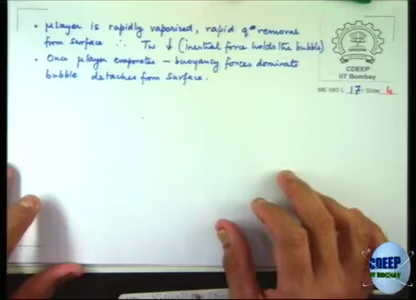 • μlayer is rapidly vaporised, rapid q" removal
from surface ∴ Tw ↓ (inertial force holds the bubble)
• Once μlayer evaporates – buoyancy forces dominate
bubble detaches from surface.
CDEEP
IIT Bombay
ME 680 L 17 / Slide 6
CDEEP
IIT BOMBAY